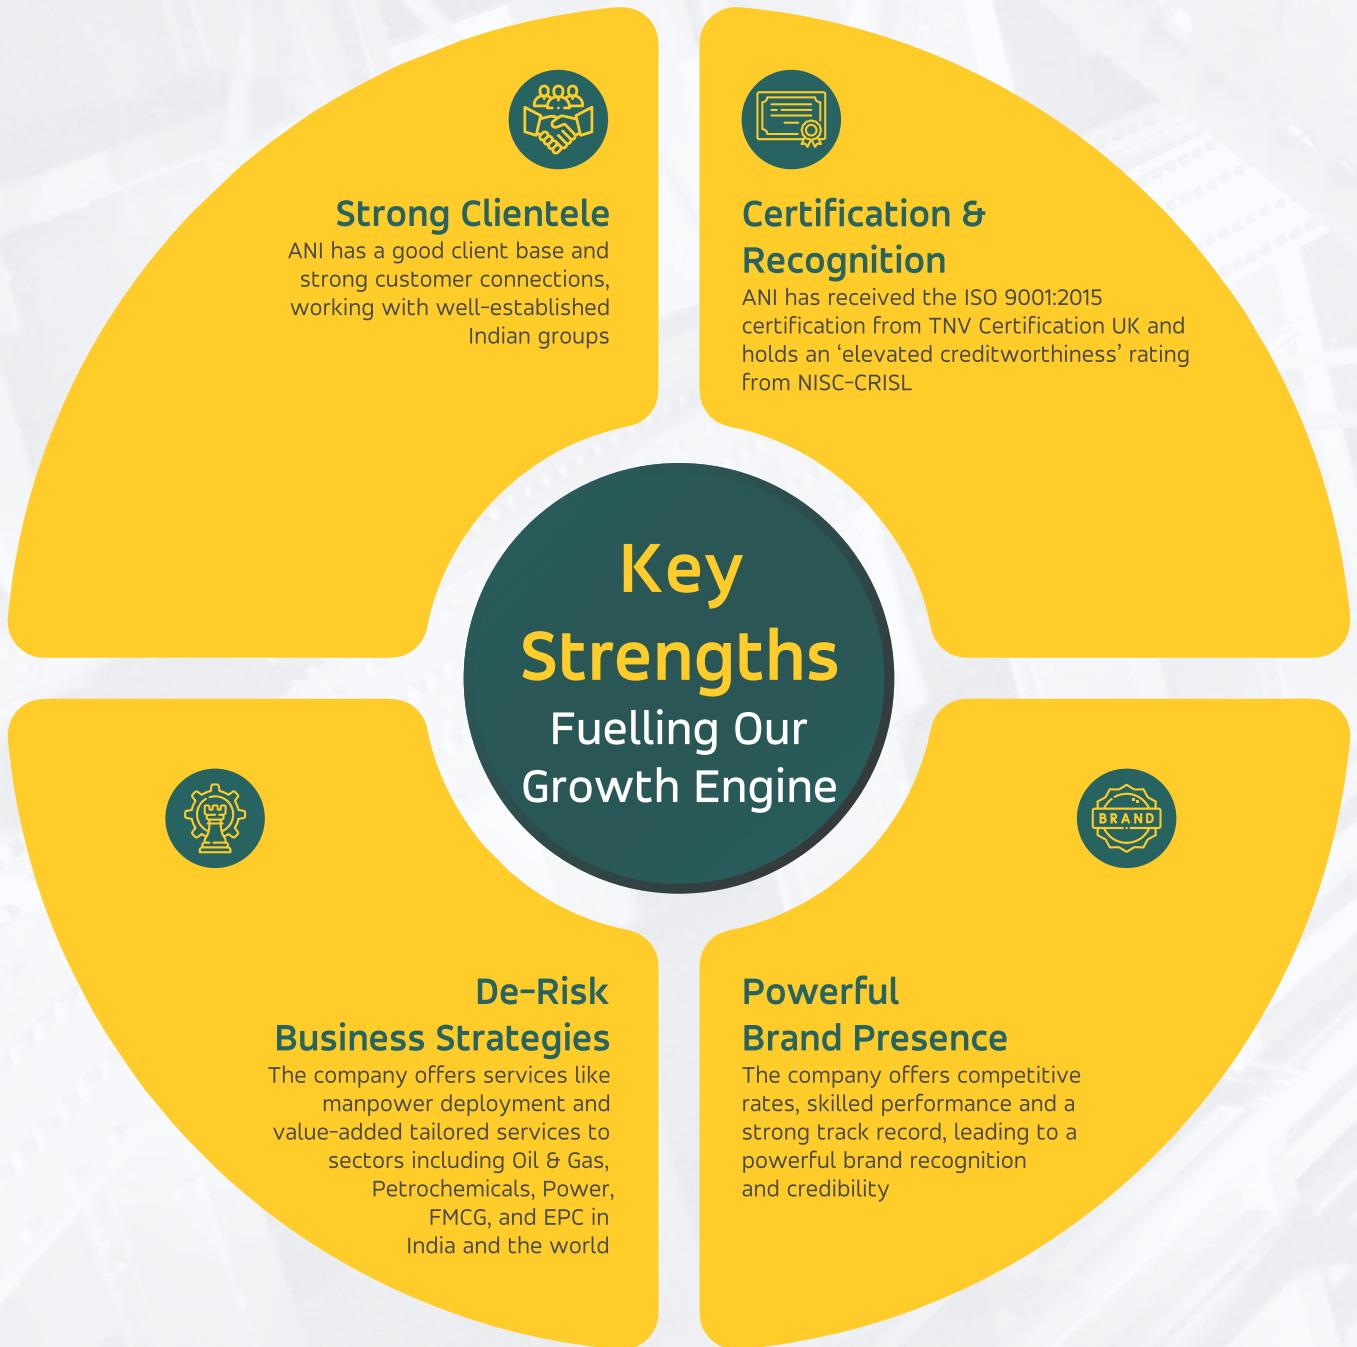 Strong Clientele
ANI has a good client base and
strong customer connections,
working with well-established
Indian groups
Certification &
Recognition
ANI has received the ISO 9001:2015
certification from TNV Certification UK and
holds an ‘elevated creditworthiness’ rating
from NISC-CRISL
Key
Strengths
Fuelling Our
Growth Engine
De-Risk
Business Strategies
The company offers services like
manpower deployment and
value-added tailored services to
sectors including Oil & Gas,
Petrochemicals, Power,
FMCG, and EPC in
India and the world
BRAND
Powerful
Brand Presence
The company offers competitive
rates, skilled performance and a
strong track record, leading to a
powerful brand recognition
and credibility